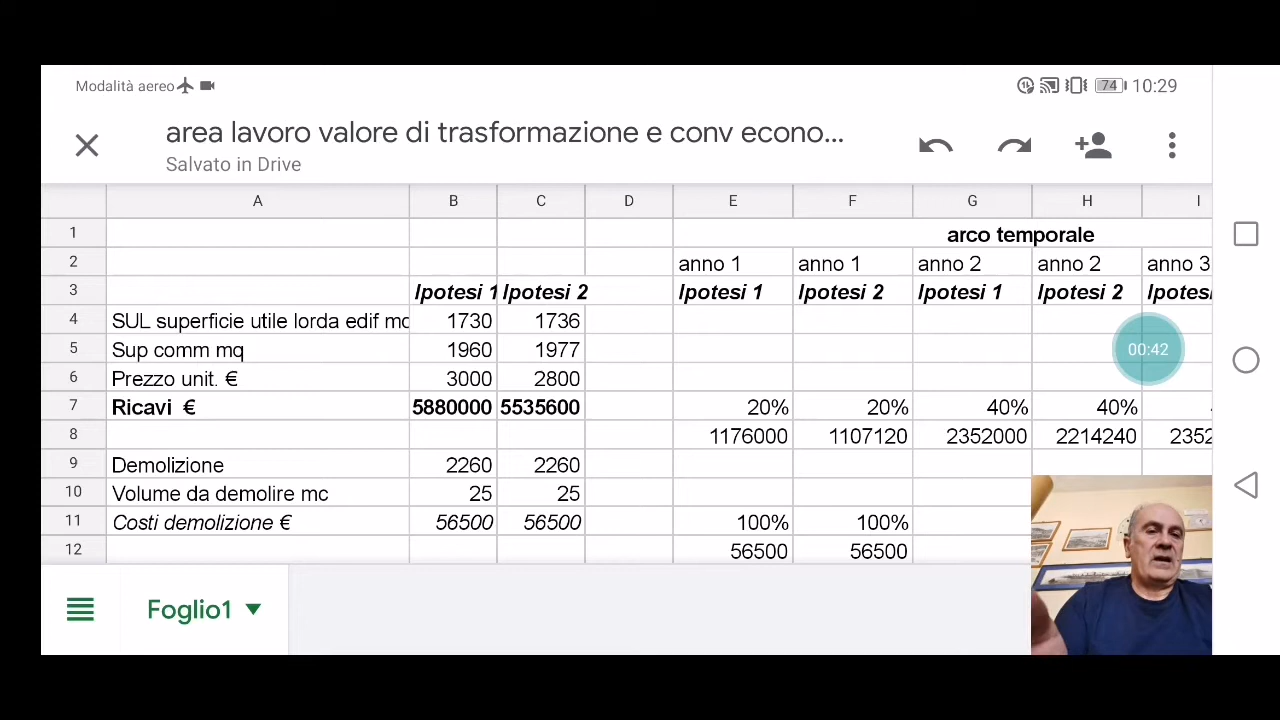 Modalità aereo
74 10:29
area lavoro valore di trasformazione e conv econo...
Salvato in Drive
A B C D E F G H I
1 arco temporale
2 anno 1 anno 1 anno 2 anno 2 anno 3
3 Ipotesi 1 Ipotesi 2 Ipotesi 1 Ipotesi 2 Ipotesi 1 Ipotesi 2 Ipotes
4 SUL superficie utile lorda edif mq 1730 1736
00:42
5 Sup comm mq 1960 1977
6 Prezzo unit. € 3000 2800
7 Ricavi € 5880000 5535600 20% 20% 40% 40%
8 1176000 1107120 2352000 2214240 2352
9 Demolizione 2260 2260
10 Volume da demolire mc 25 25
11 Costi demolizione € 56500 56500 100% 100%
12 56500 56500
Foglio1